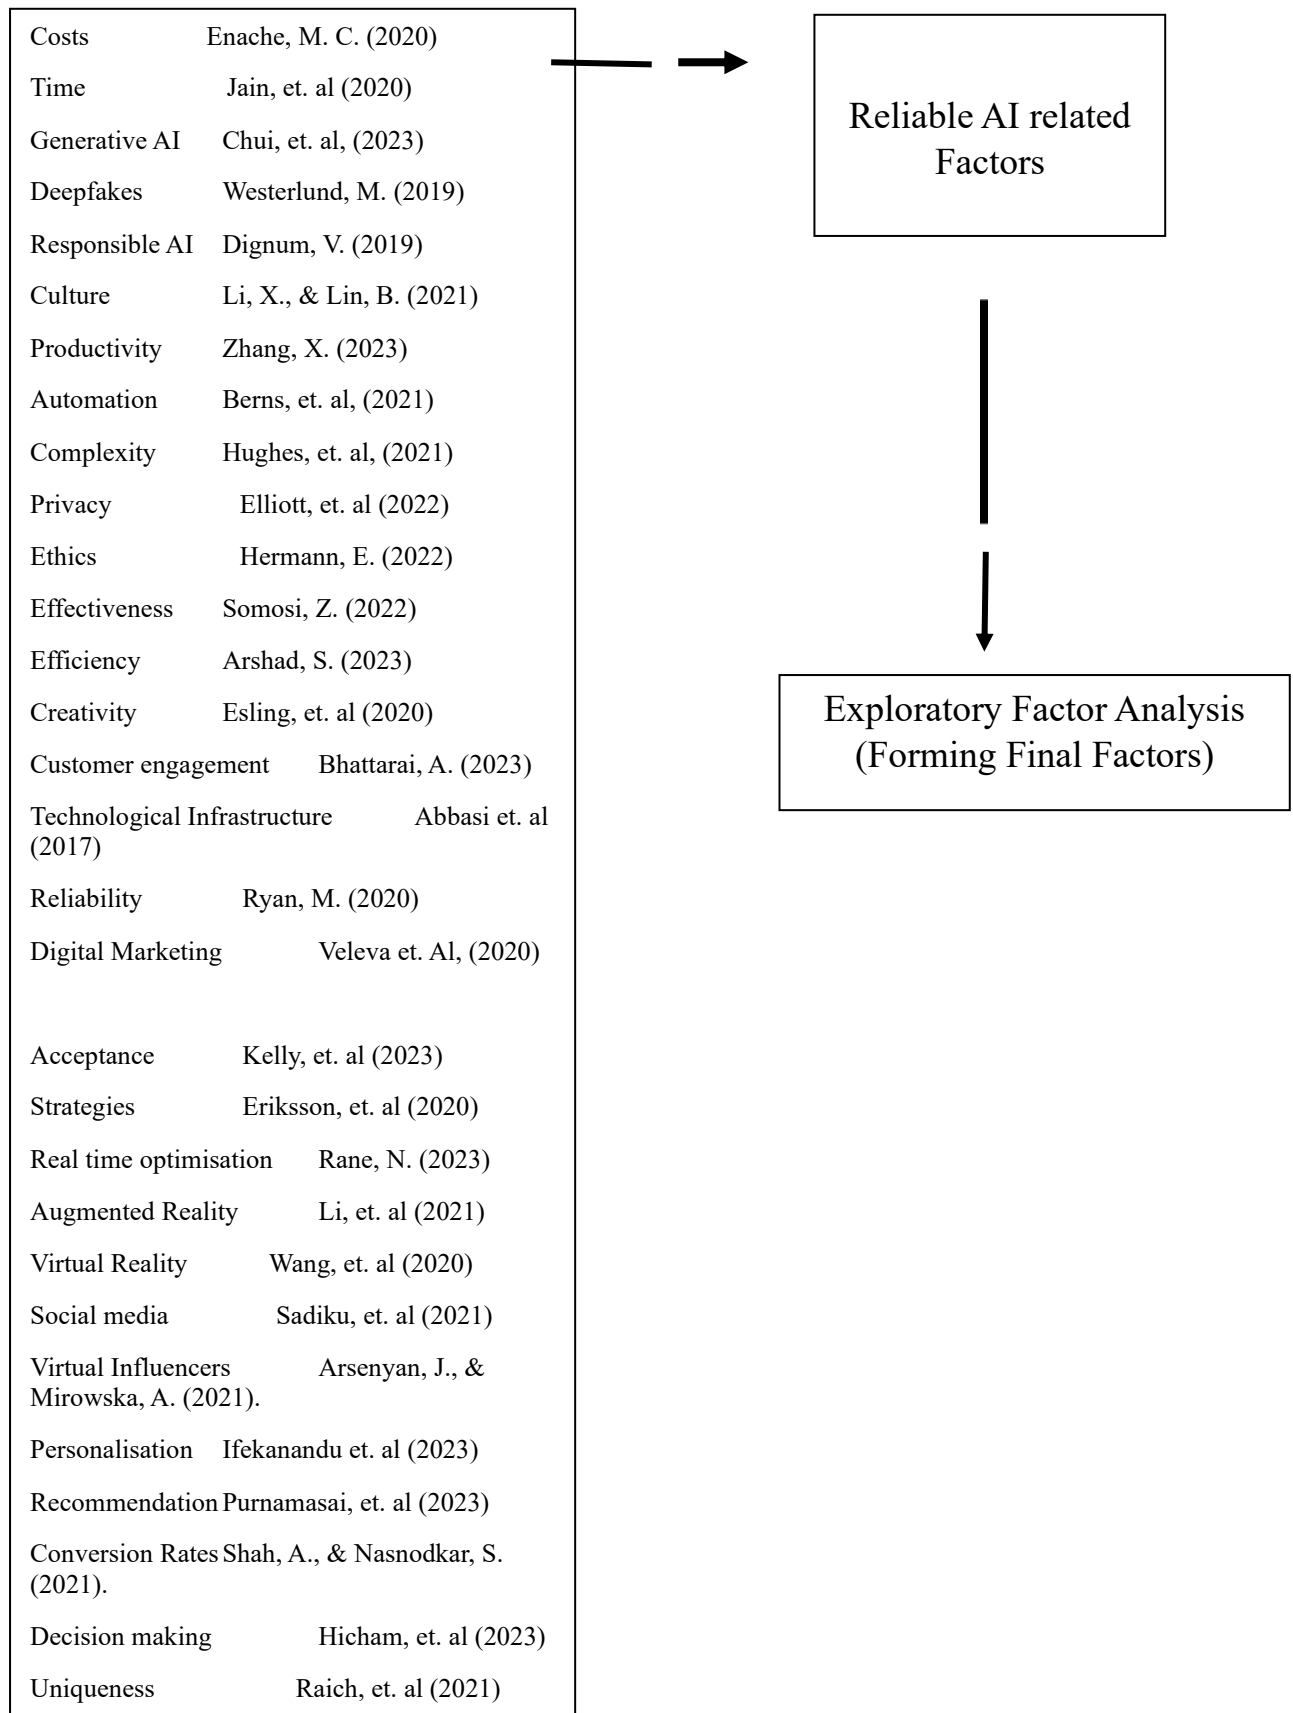 Costs Enache, M. C. (2020)
Time Jain, et. al (2020)
Generative AI Chui, et. al, (2023)
Deepfakes Westerlund, M. (2019)
Responsible AI Dignum, V. (2019)
Culture Li, X., & Lin, B. (2021)
Productivity Zhang, X. (2023)
Automation Berns, et. al, (2021)
Complexity Hughes, et. al, (2021)
Privacy Elliott, et. al (2022)
Ethics Hermann, E. (2022)
Effectiveness Somosi, Z. (2022)
Efficiency Arshad, S. (2023)
Creativity Esling, et. al (2020)
Customer engagement Bhattarai, A. (2023)
Technological Infrastructure Abbasi et. al
(2017)
Reliability Ryan, M. (2020)
Digital Marketing Veleva et. Al, (2020)
Acceptance Kelly, et. al (2023)
Strategies Eriksson, et. al (2020)
Real time optimisation Rane, N. (2023)
Augmented Reality Li, et. al (2021)
Virtual Reality Wang, et. al (2020)
Social media Sadiku, et. al (2021)
Virtual Influencers Arsenyan, J., &
Mirowska, A. (2021).
Personalisation Ifekanandu et. al (2023)
Recommendation Purnamasai, et. al (2023)
Conversion Rates Shah, A., & Nasnodkar, S.
(2021).
Decision making Hicham, et. al (2023)
Uniqueness Raich, et. al (2021)
Reliable AI related
Factors
Exploratory Factor Analysis
(Forming Final Factors)